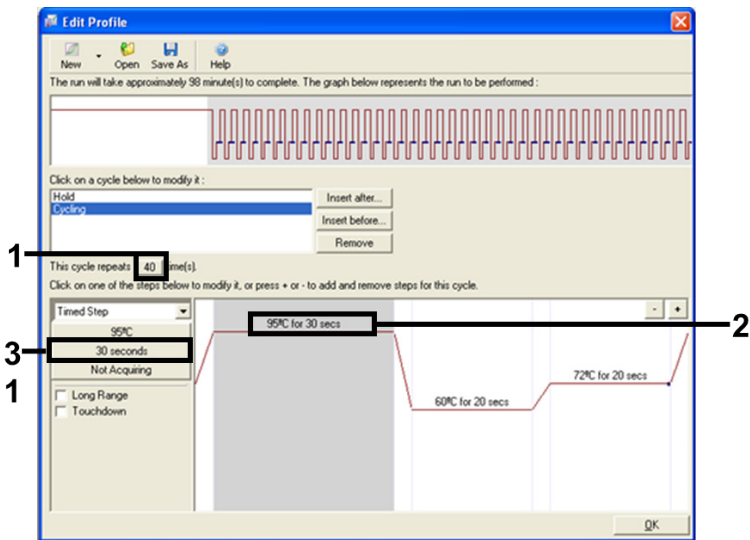 Edit Profile
New Open Save As Help
The run will take approximately 98 minute(s) to complete. The graph below represents the run to be performed :
Click on a cycle below to modify it :
Hold
Cycling
Insert after...
Insert before...
Remove
1
This cycle repeats 40 time(s).
Click on one of the steps below to modify it, or press + or - to add and remove steps for this cycle.
Timed Step
- +
95ºC for 30 secs
2
95ºC
3
30 seconds
Not Acquiring
72ºC for 20 secs
1
Long Range
60ºC for 20 secs
Touchdown
OK